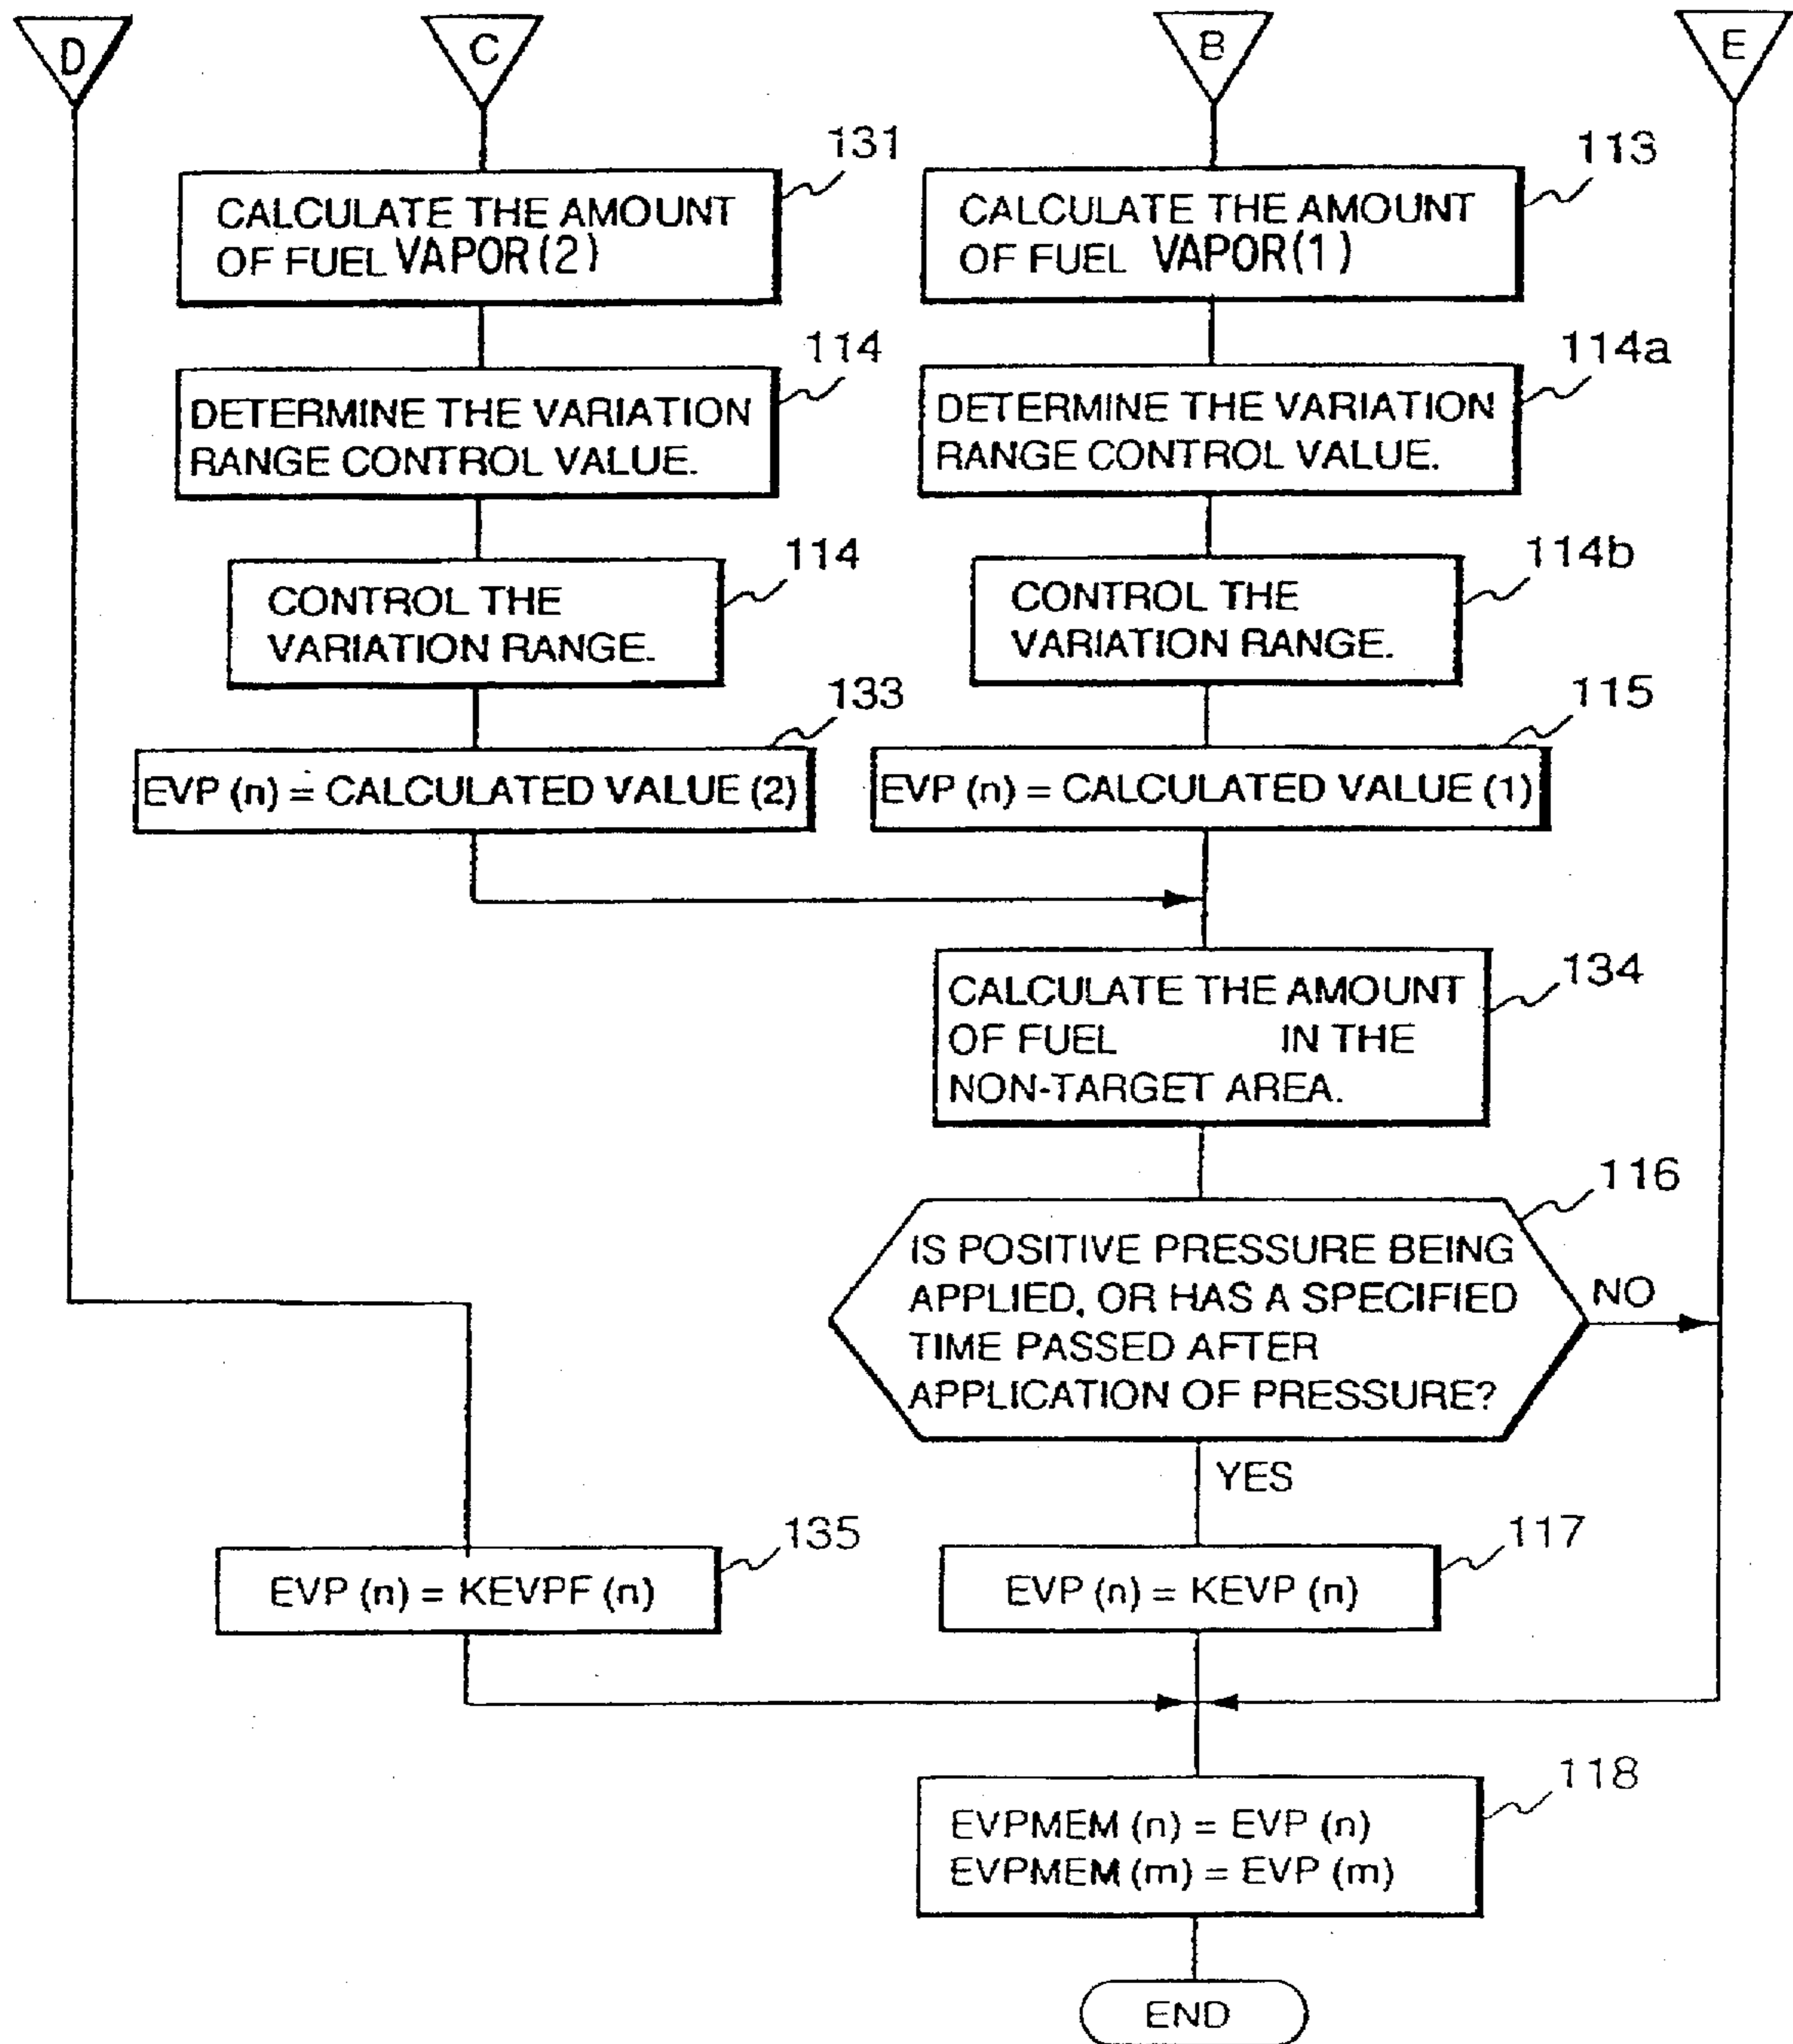 D
C
B
E
131
CALCULATE THE AMOUNT
OF FUEL VAPOR(2)
113
CALCULATE THE AMOUNT
OF FUEL VAPOR(1)
114
DETERMINE THE VARIATION
RANGE CONTROL VALUE.
114a
DETERMINE THE VARIATION
RANGE CONTROL VALUE.
114
CONTROL THE
VARIATION RANGE.
114b
CONTROL THE
VARIATION RANGE.
133
EVP (n) = CALCULATED VALUE (2)
115
EVP (n) = CALCULATED VALUE (1)
134
CALCULATE THE AMOUNT
OF FUEL IN THE
NON-TARGET AREA.
116
IS POSITIVE PRESSURE BEING
APPLIED, OR HAS A SPECIFIED
TIME PASSED AFTER
APPLICATION OF PRESSURE?
NO
YES
135
EVP (n) = KEVPF (n)
117
EVP (n) = KEVP (n)
118
EVPMEM (n) = EVP (n)
EVPMEM (m) = EVP (m)
END